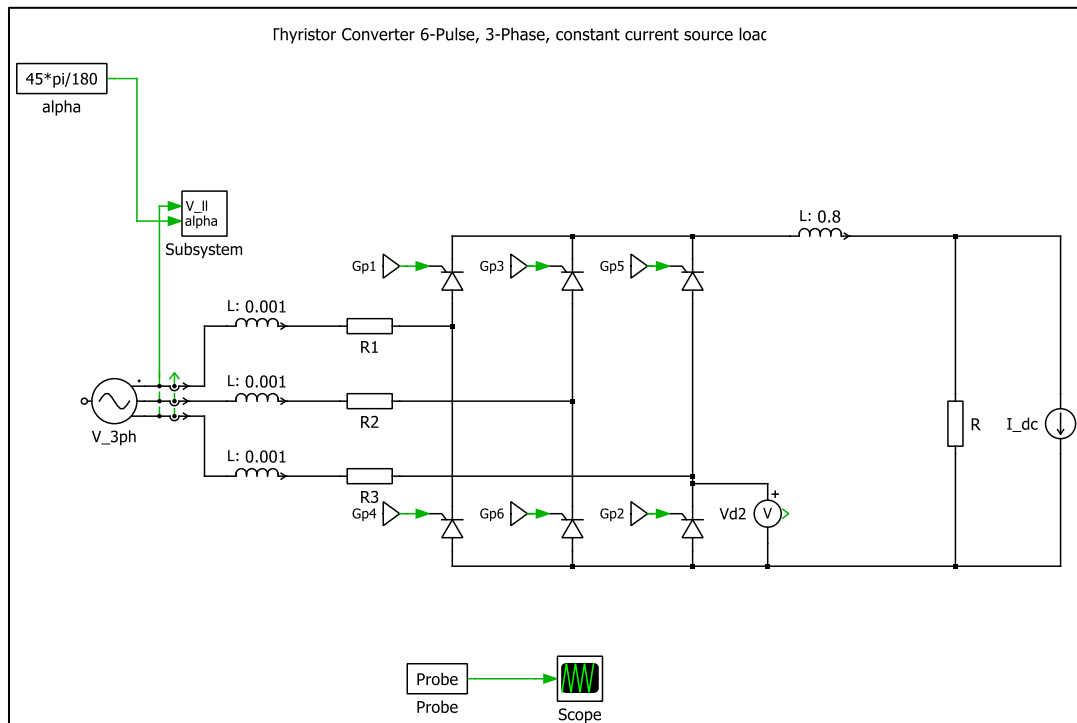 Thyristor Converter 6-Pulse, 3-Phase, constant current source load
45*pi/180
alpha
V_ll
alpha
Subsystem
L: 0.8
Gp1
Gp3
Gp5
L: 0.001
R1
L: 0.001
R2
V_3ph
R
I_dc
L: 0.001
R3
+
Gp4
Gp6
Gp2
Vd2
V
Probe
Probe
Scope